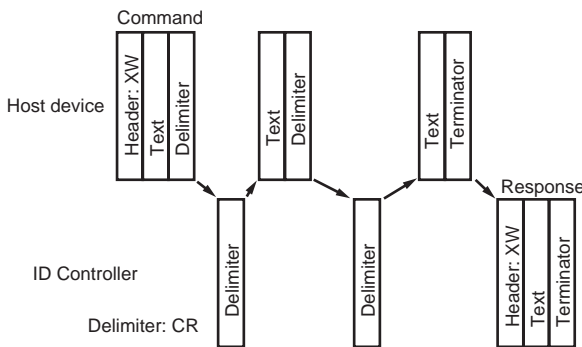 Command
Host device
Header: XW
Text
Delimiter
Text
Delimiter
Text
Terminator
Response
ID Controller
Delimiter
Delimiter
Header: XW
Text
Terminator
Delimiter: CR